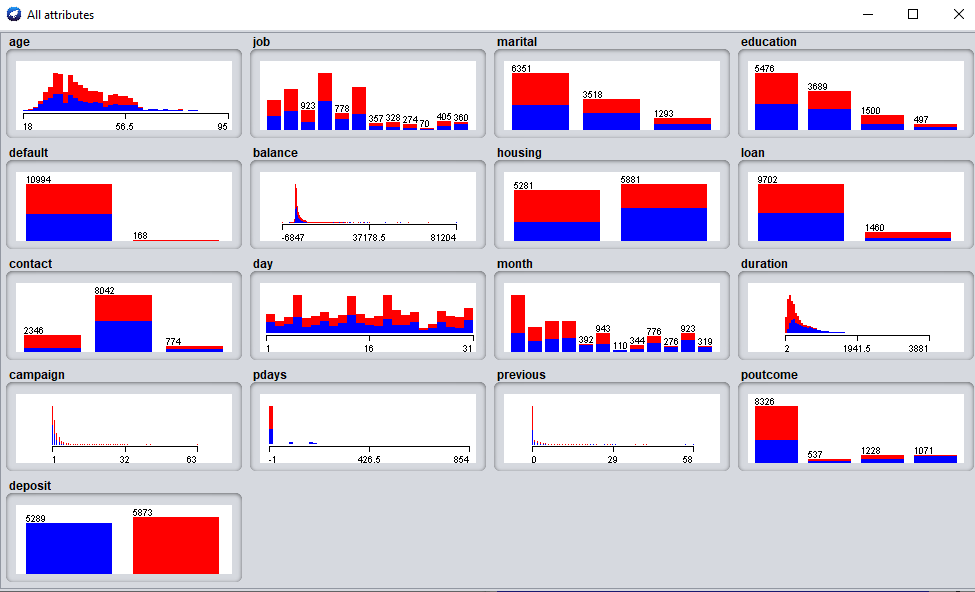 All attributes
age job marital education
923 778 357 328 274 70 405 360
6351 3518 1293
5476 3689 1500 497
18 56.5 95
default balance housing loan
10994 168
-6847 37178.5 81204
5281 5881
9702 1460
contact day month duration
2346 8042 774
1 16 31
392 943 110 344 776 276 923 319
2 1941.5 3881
campaign pdays previous poutcome
1 32 63
-1 426.5 854
0 29 58
8326 537 1228 1071
deposit
5289 5873